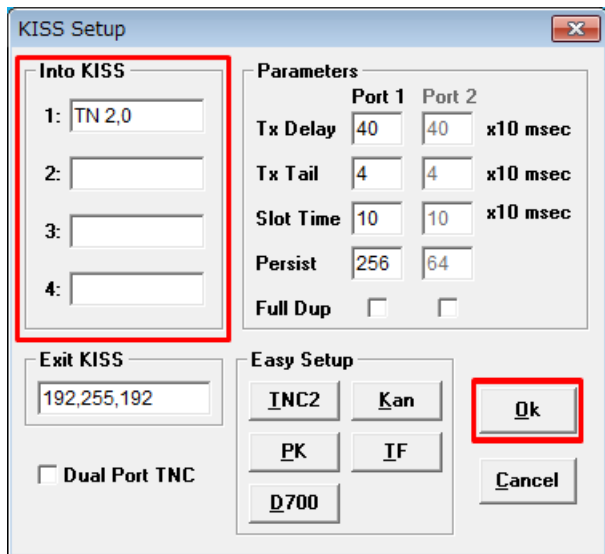 KISS Setup
Into KISS
1: TN 2,0
2:
3:
4:
Parameters
Port 1 Port 2
Tx Delay 40 40 x10 msec
Tx Tail 4 4 x10 msec
Slot Time 10 10 x10 msec
Persist 256 64
Full Dup
Exit KISS
192,255,192
Dual Port TNC
Easy Setup
TNC2 Kan
PK TF
D700
Ok
Cancel